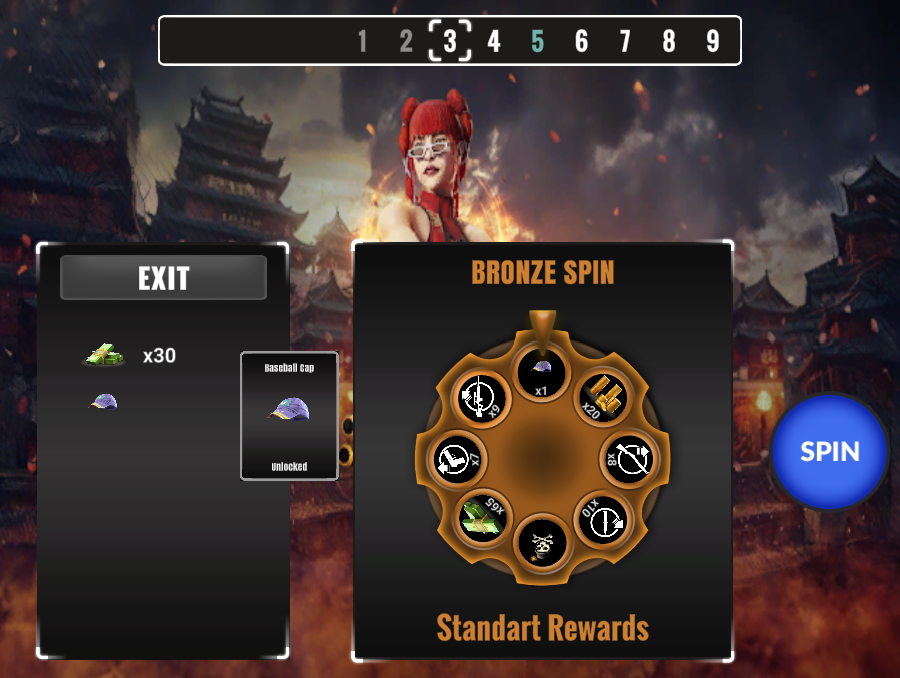 1 2 3 4 5 6 7 8 9
EXIT
x30
Baseball Cap
Unlocked
BRONZE SPIN
x1
x20
x8
x10
x65
x7
x9
Standart Rewards
SPIN